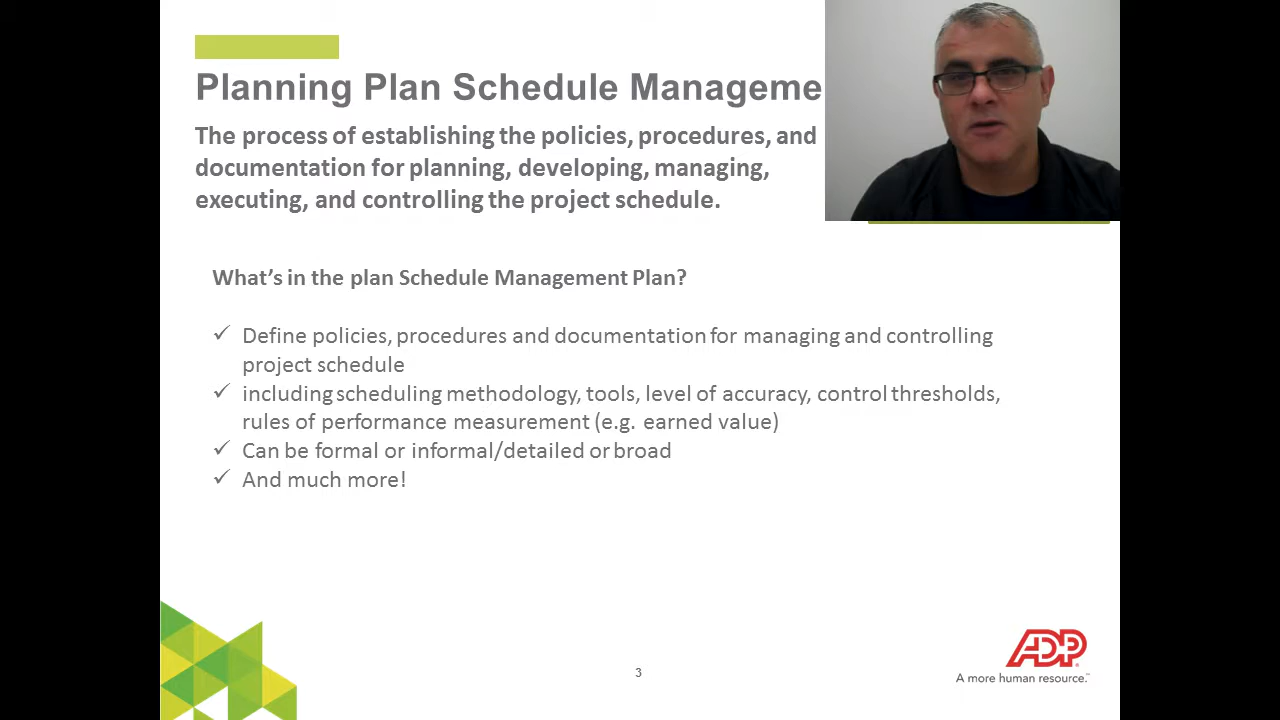 Planning Plan Schedule Manageme
The process of establishing the policies, procedures, and
documentation for planning, developing, managing,
executing, and controlling the project schedule.
What's in the plan Schedule Management Plan?
✓ Define policies, procedures and documentation for managing and controlling
project schedule
✓ including scheduling methodology, tools, level of accuracy, control thresholds,
rules of performance measurement (e.g. earned value)
✓ Can be formal or informal/detailed or broad
✓ And much more!
3
ADP
A more human resource.™